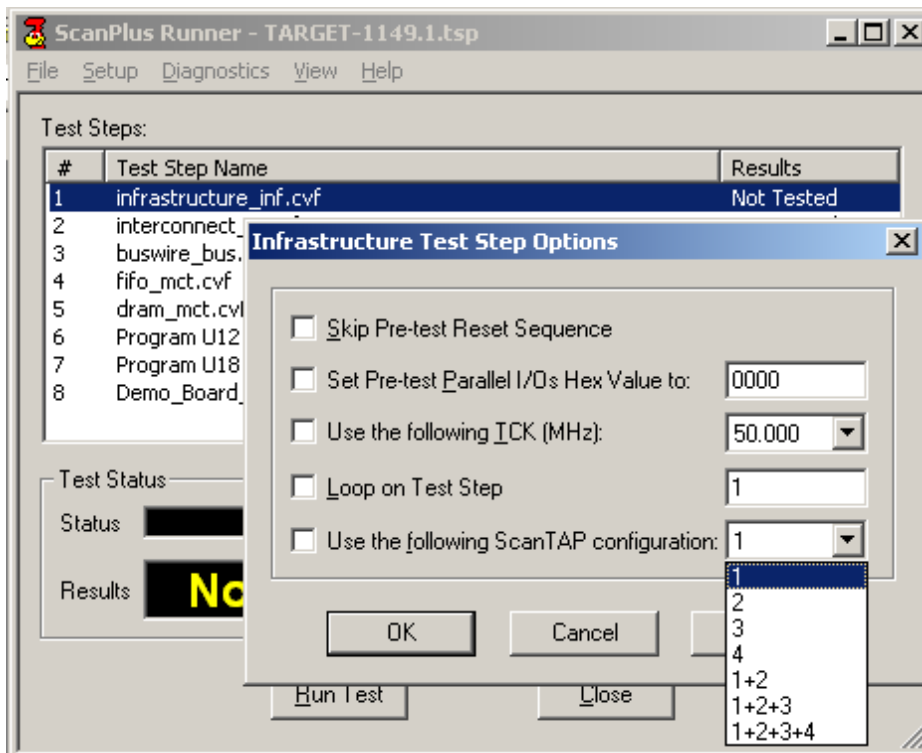 ScanPlus Runner - TARGET-1149.1.tsp
File Setup Diagnostics View Help
Test Steps:
# Test Step Name Results
1 infrastructure_inf.cvf Not Tested
2 interconnect_
3 buswire_bus.
4 fifo_mct.cvf
5 dram_mct.cvf
6 Program U12
7 Program U18
8 Demo_Board_
Infrastructure Test Step Options
Skip Pre-test Reset Sequence
Set Pre-test Parallel I/Os Hex Value to: 0000
Use the following TCK (MHz): 50.000
Loop on Test Step 1
Use the following ScanTAP configuration: 1
1
2
3
4
1+2
1+2+3
1+2+3+4
OK Cancel
Test Status
Status
Results No
Run Test Close